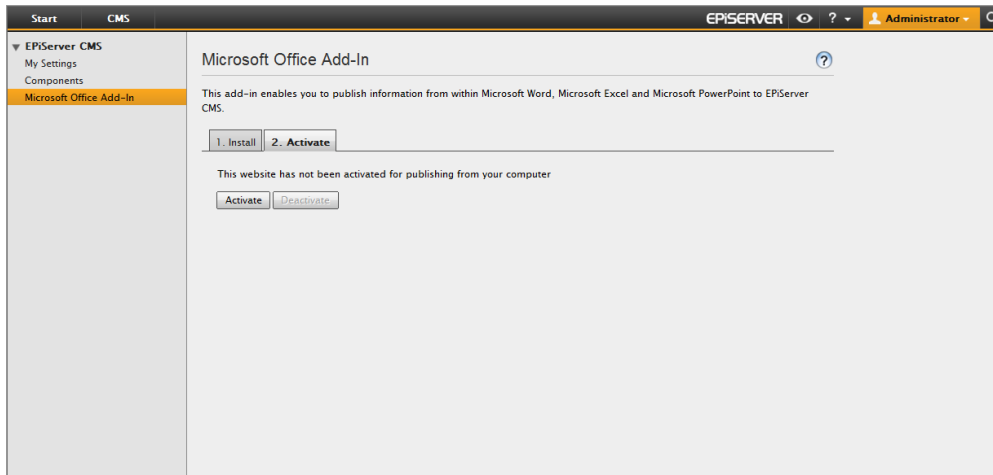 Start CMS EPiSERVER ? Administrator
EPiServer CMS
My Settings
Components
Microsoft Office Add-In
Microsoft Office Add-In ?
This add-in enables you to publish information from within Microsoft Word, Microsoft Excel and Microsoft PowerPoint to EPiServer
CMS.
1. Install 2. Activate
This website has not been activated for publishing from your computer
Activate Deactivate